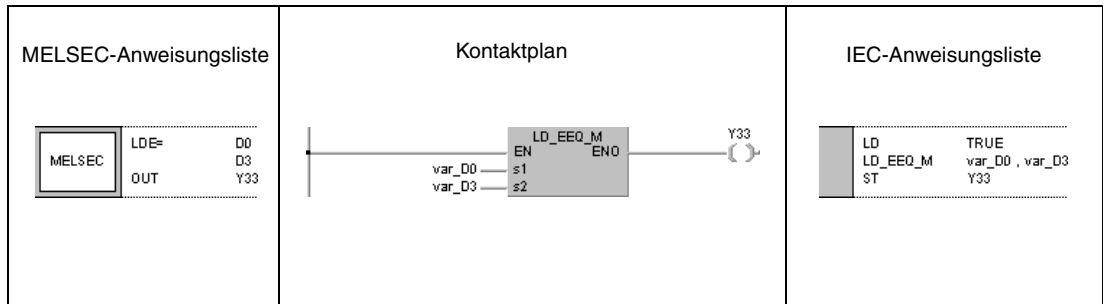 MELSEC-Anweisungsliste
MELSEC
LDE= D0
D3
OUT Y33
Kontaktplan
LD_EEQ_M
EN ENO
var_D0 s1
var_D3 s2
Y33
IEC-Anweisungsliste
LD TRUE
LD_EEQ_M var_D0 , var_D3
ST Y33